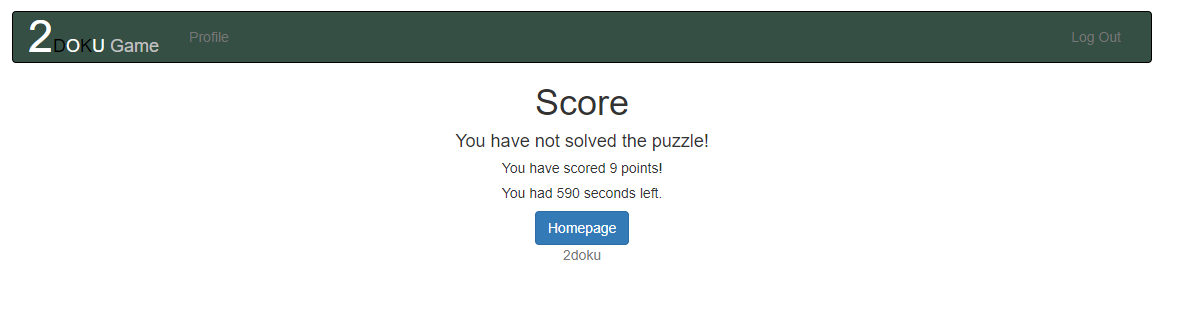 2DOKU Game Profile Log Out
Score
You have not solved the puzzle!
You have scored 9 points!
You had 590 seconds left.
Homepage
2doku